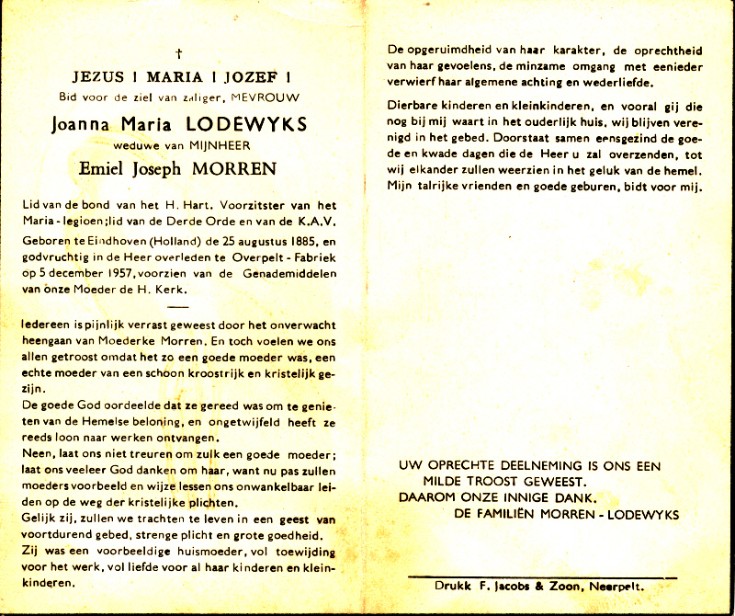 †
JEZUS ! MARIA ! JOZEF !
Bid voor de ziel van zaliger, MEVROUW
Joanna Maria LODEWYKS
weduwe van MIJNHEER
Emiel Joseph MORREN
Lid van de bond van het H. Hart. Voorzitster van het
Maria-legioen; lid van de Derde Orde en van de K.A.V.
Geboren te Eindhoven (Holland) de 25 augustus 1885, en
godvruchtig in de Heer overleden te Overpelt - Fabriek
op 5 december 1957, voorzien van de Genademiddelen
van onze Moeder de H. Kerk.
Iedereen is pijnlijk verrast geweest door het onverwacht
heengaan van Moederke Morren. En toch voelen we ons
allen getroost omdat het zo een goede moeder was, een
echte moeder van een schoon kroostrijk en kristelijk ge-
zijn.
De goede God oordeelde dat ze gereed was om te genie-
ten van de Hemelse beloning, en ongetwijfeld heeft ze
reeds loon naar werken ontvangen.
Neen, laat ons niet treuren om zulk een goede moeder;
laat ons veeleer God danken om haar, want nu pas zullen
moeders voorbeeld en wijze lessen ons onwankelbaar lei-
den op de weg der kristelijke plichten.
Gelijk zij, zullen we trachten te leven in een geest van
voortdurend gebed, strenge plicht en grote goedheid.
Zij was een voorbeeldige huismoeder, vol toewijding
voor het werk, vol liefde voor al haar kinderen en klein-
kinderen.
De opgeruimdheid van haar karakter, de oprechtheid
van haar gevoelens, de minzame omgang met eenieder
verwierf haar algemene achting en wederliefde.
Dierbare kinderen en kleinkinderen, en vooral gij die
nog bij mij waart in het ouderlijk huis, wij blijven vere-
nigd in het gebed. Doorstaat samen eensgezind de goe-
de en kwade dagen die de Heer u zal overzenden, tot
wij elkander zullen weerzien in het geluk van de hemel.
Mijn talrijke vrienden en goede geburen, bidt voor mij.
UW OPRECHTE DEELNEMING IS ONS EEN
MILDE TROOST GEWEEST.
DAAROM ONZE INNIGE DANK.
DE FAMILIËN MORREN - LODEWYKS
Drukk F. Jacobs & Zoon, Neerpelt.